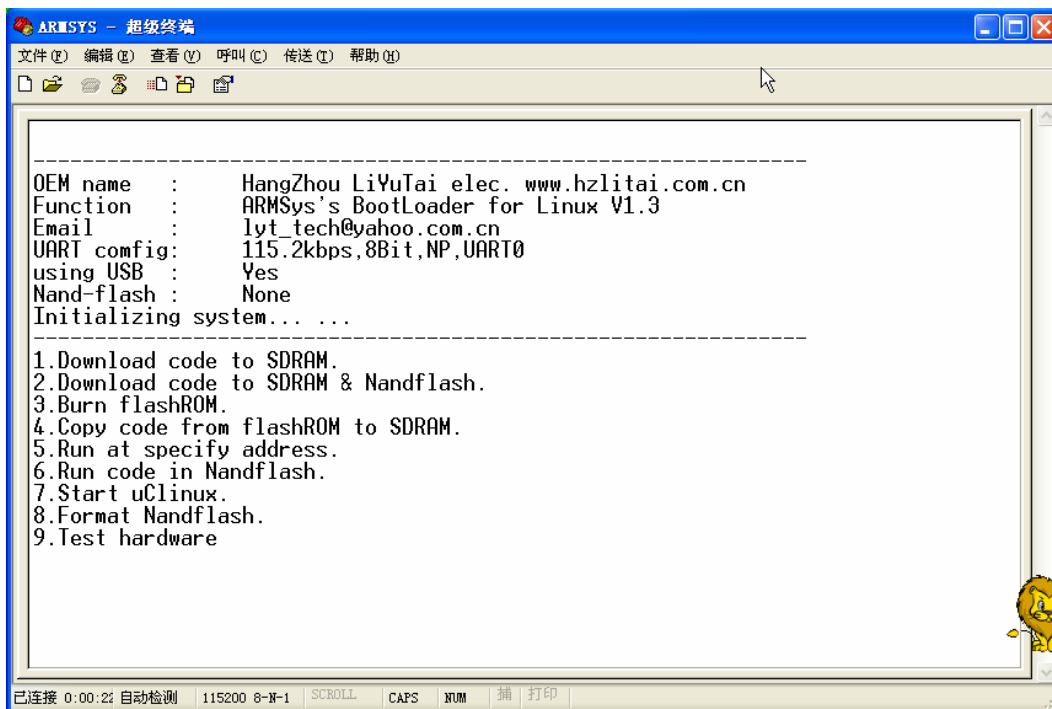 ARMSYS - 超级终端
文件(F) 编辑(E) 查看(V) 呼叫(C) 传送(T) 帮助(H)
OEM name : HangZhou LiYuTai elec. www.hzlitai.com.cn
Function : ARMSys's BootLoader for Linux V1.3
Email : lyt_tech@yahoo.com.cn
UART comfig: 115.2kbps,8Bit,NP,UART0
using USB : Yes
Nand-flash : None
Initializing system... ...
1.Download code to SDRAM.
2.Download code to SDRAM & Nandflash.
3.Burn flashROM.
4.Copy code from flashROM to SDRAM.
5.Run at specify address.
6.Run code in Nandflash.
7.Start uClinux.
8.Format Nandflash.
9.Test hardware
已连接 0:00:22 自动检测 115200 8-N-1 SCROLL CAPS NUM 捕 打印